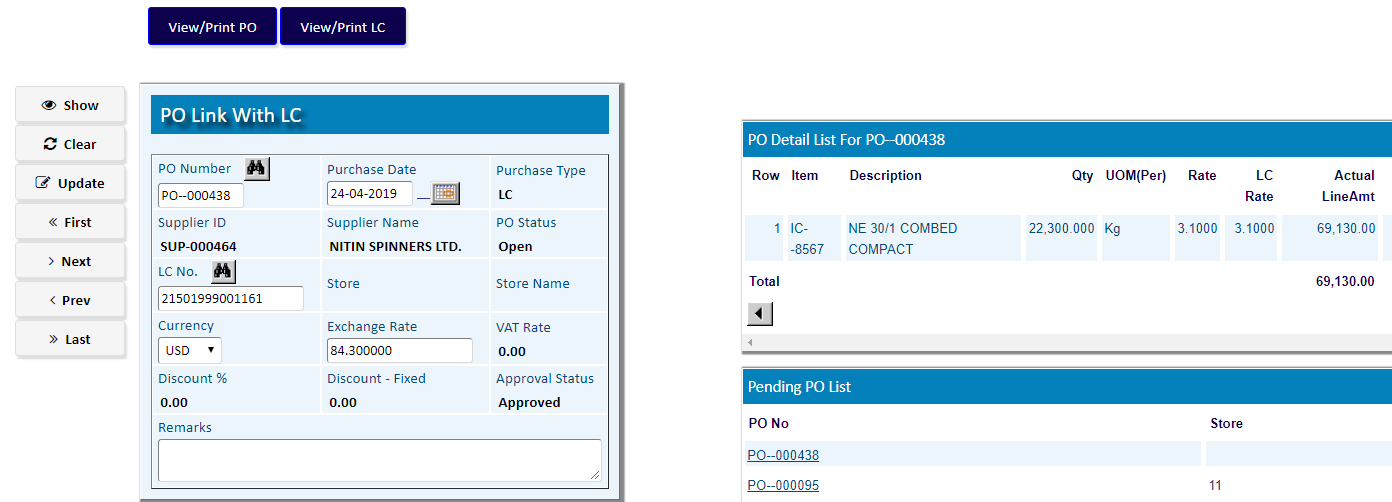 View/Print PO View/Print LC
Show
Clear
Update
First
Next
Prev
Last
PO Link With LC
PO Number Purchase Date Purchase Type
PO--000438 24-04-2019 LC
Supplier ID Supplier Name PO Status
SUP-000464 NITIN SPINNERS LTD. Open
LC No. Store Store Name
21501999001161
Currency Exchange Rate VAT Rate
USD 84.300000 0.00
Discount % Discount - Fixed Approval Status
0.00 0.00 Approved
Remarks
PO Detail List For PO--000438
Row Item Description Qty UOM(Per) Rate LC Rate Actual LineAmt
1 IC--8567 NE 30/1 COMBED COMPACT 22,300.000 Kg 3.1000 3.1000 69,130.00
Total 69,130.00
Pending PO List
PO No Store
PO--000438
PO--000095 11